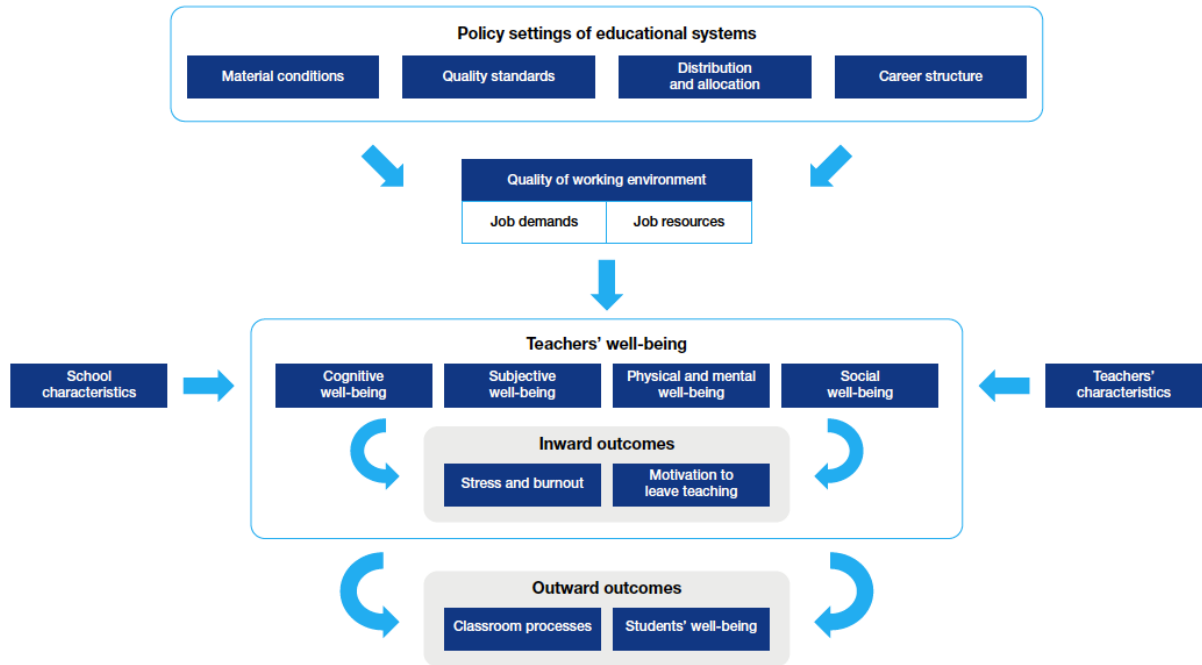 Policy settings of educational systems
Material conditions
Quality standards
Distribution
and allocation
Career structure
Quality of working environment
Job demands
Job resources
Teachers' well-being
School
characteristics
Cognitive
well-being
Subjective
well-being
Physical and mental
well-being
Social
well-being
Teachers'
characteristics
Inward outcomes
Stress and burnout
Motivation to
leave teaching
Outward outcomes
Classroom processes
Students' well-being